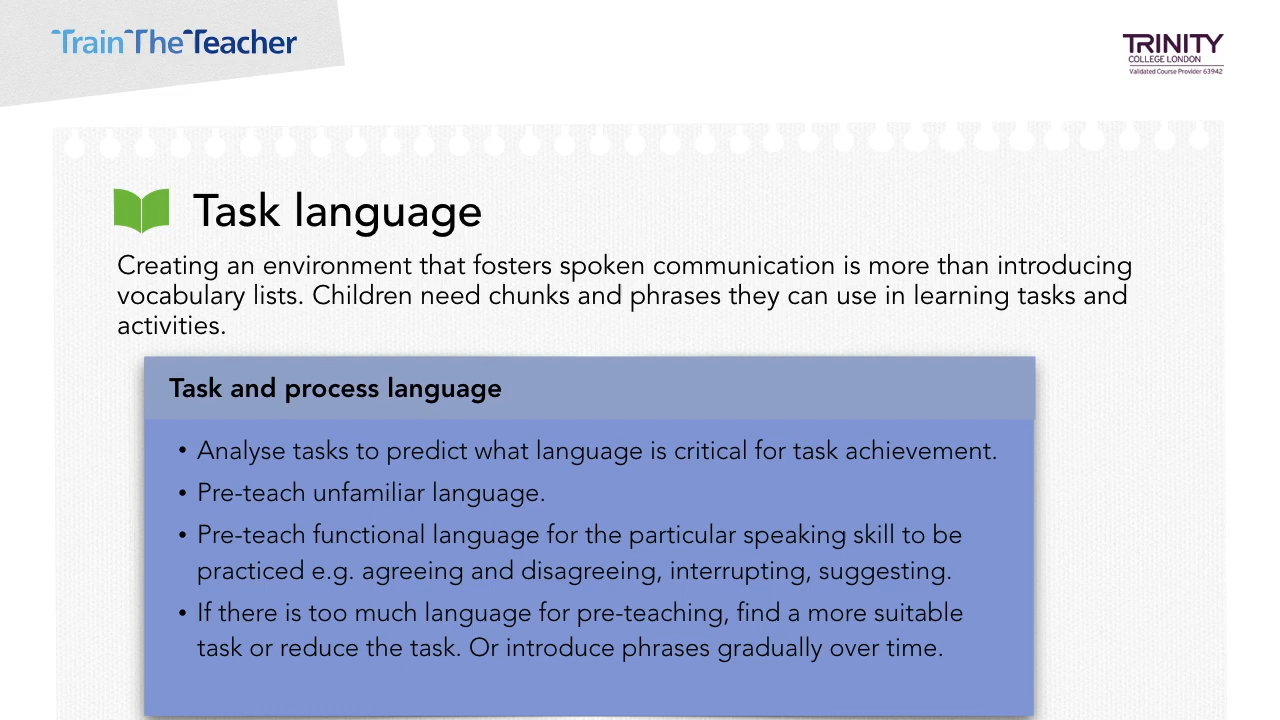 TrainTheTeacher
TRINITY
COLLEGE LONDON
Validated Course Provider 63942
Task language
Creating an environment that fosters spoken communication is more than introducing
vocabulary lists. Children need chunks and phrases they can use in learning tasks and
activities.
Task and process language
• Analyse tasks to predict what language is critical for task achievement.
• Pre-teach unfamiliar language.
• Pre-teach functional language for the particular speaking skill to be
practiced e.g. agreeing and disagreeing, interrupting, suggesting.
• If there is too much language for pre-teaching, find a more suitable
task or reduce the task. Or introduce phrases gradually over time.